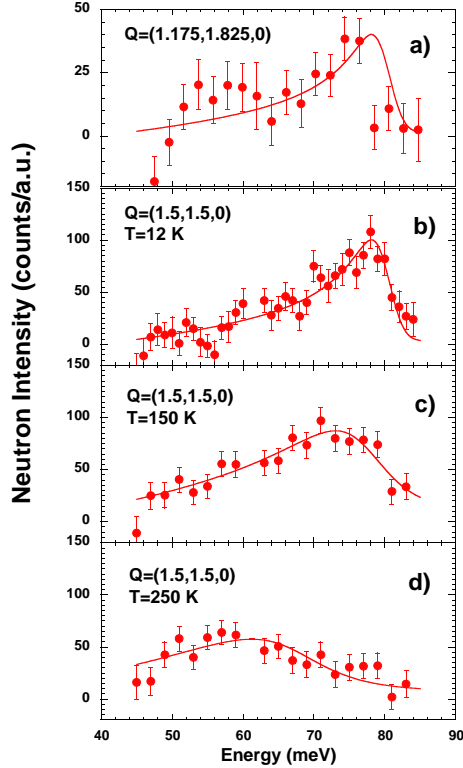 Q=(1.175,1.825,0)
a)
50
25
0
150
Q=(1.5,1.5,0)
T=12 K
b)
100
50
0
150
Q=(1.5,1.5,0)
T=150 K
c)
100
50
0
150
Q=(1.5,1.5,0)
T=250 K
d)
100
50
0
40 50 60 70 80 90
Energy (meV)
Neutron Intensity (counts/a.u.)